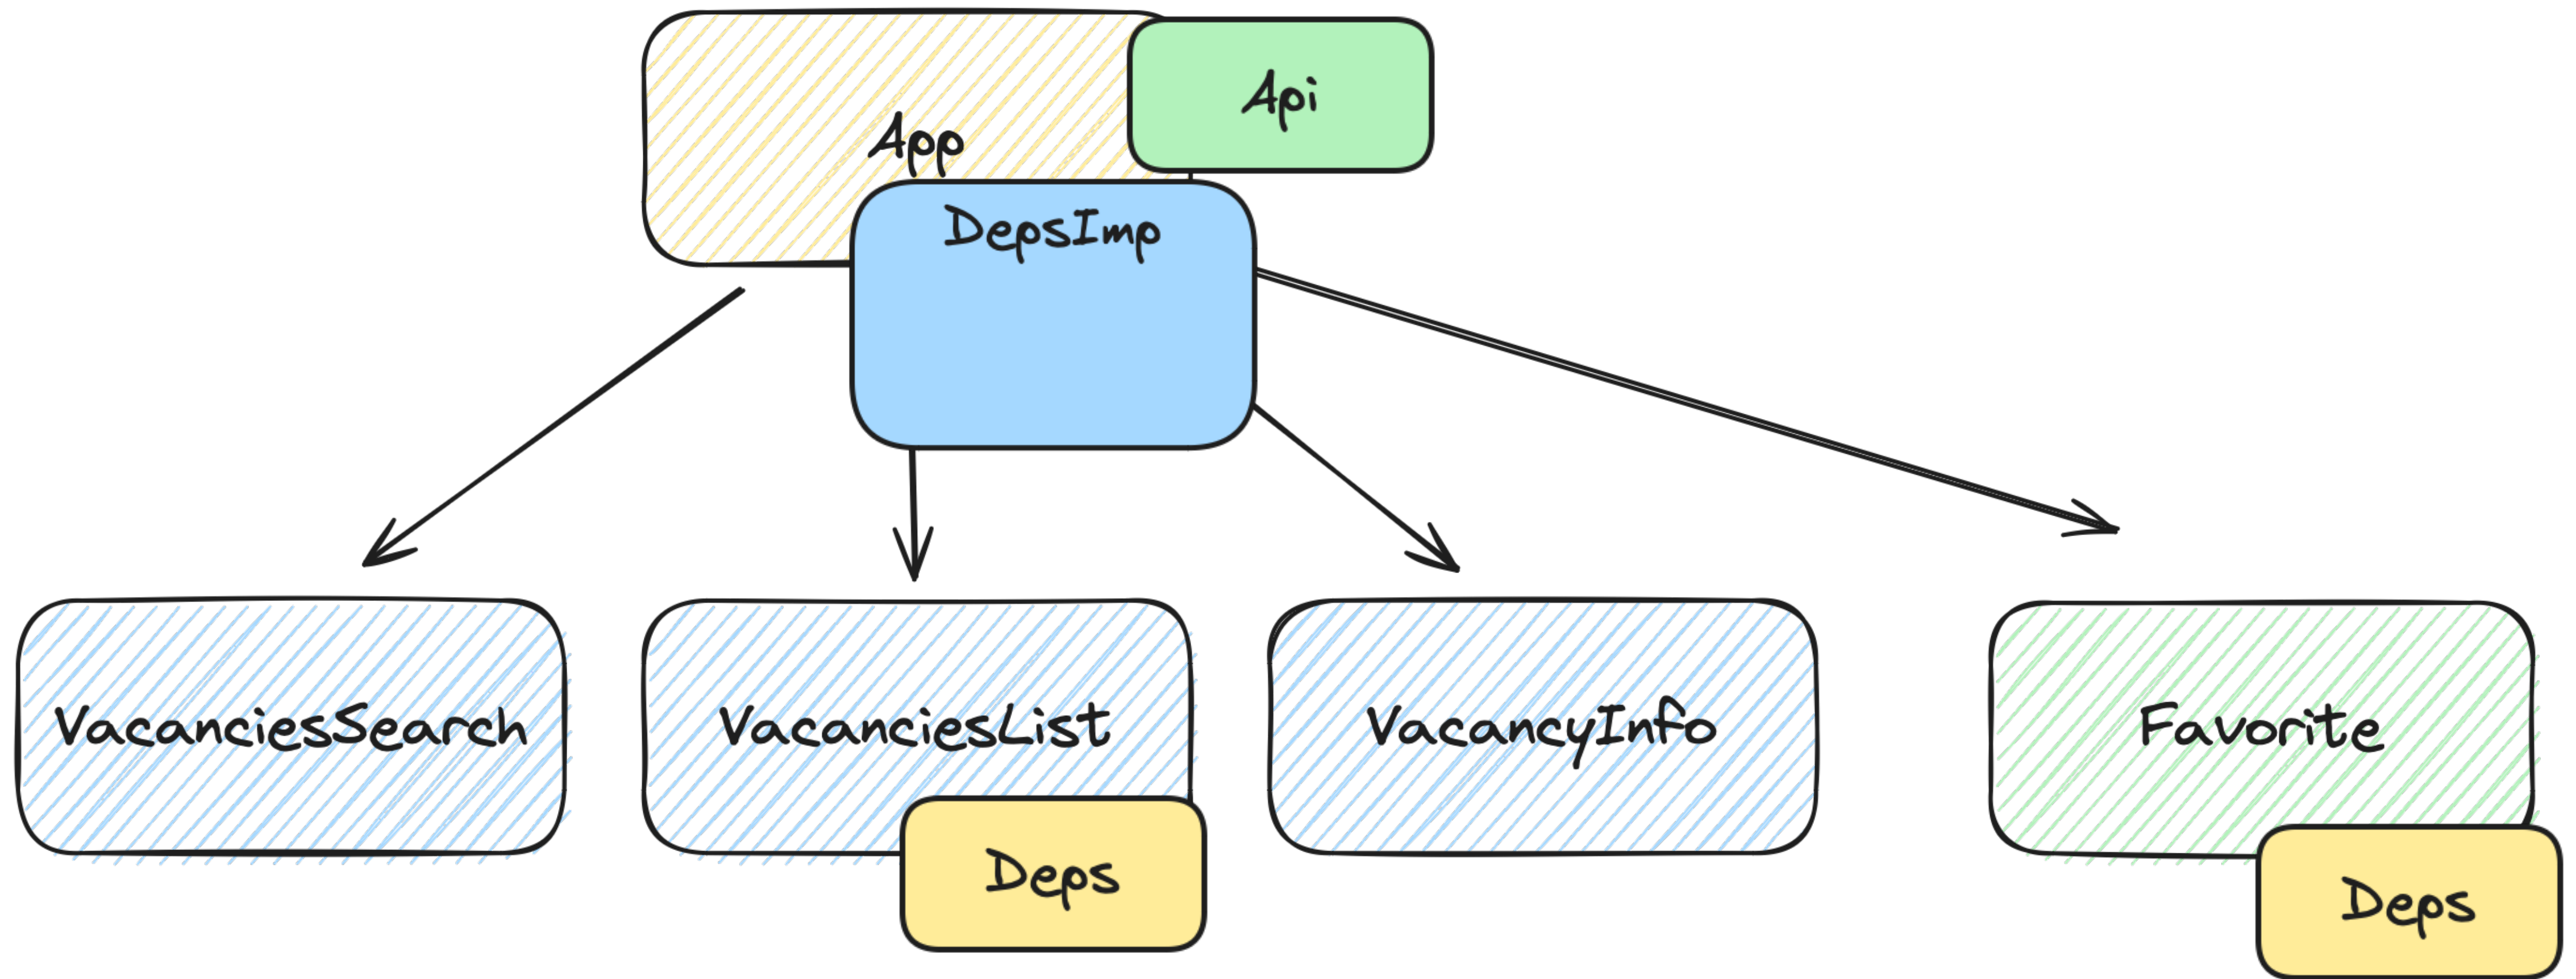 App
Api
DepsImp
VacanciesSearch
VacanciesList
VacancyInfo
Favorite
Deps
Deps